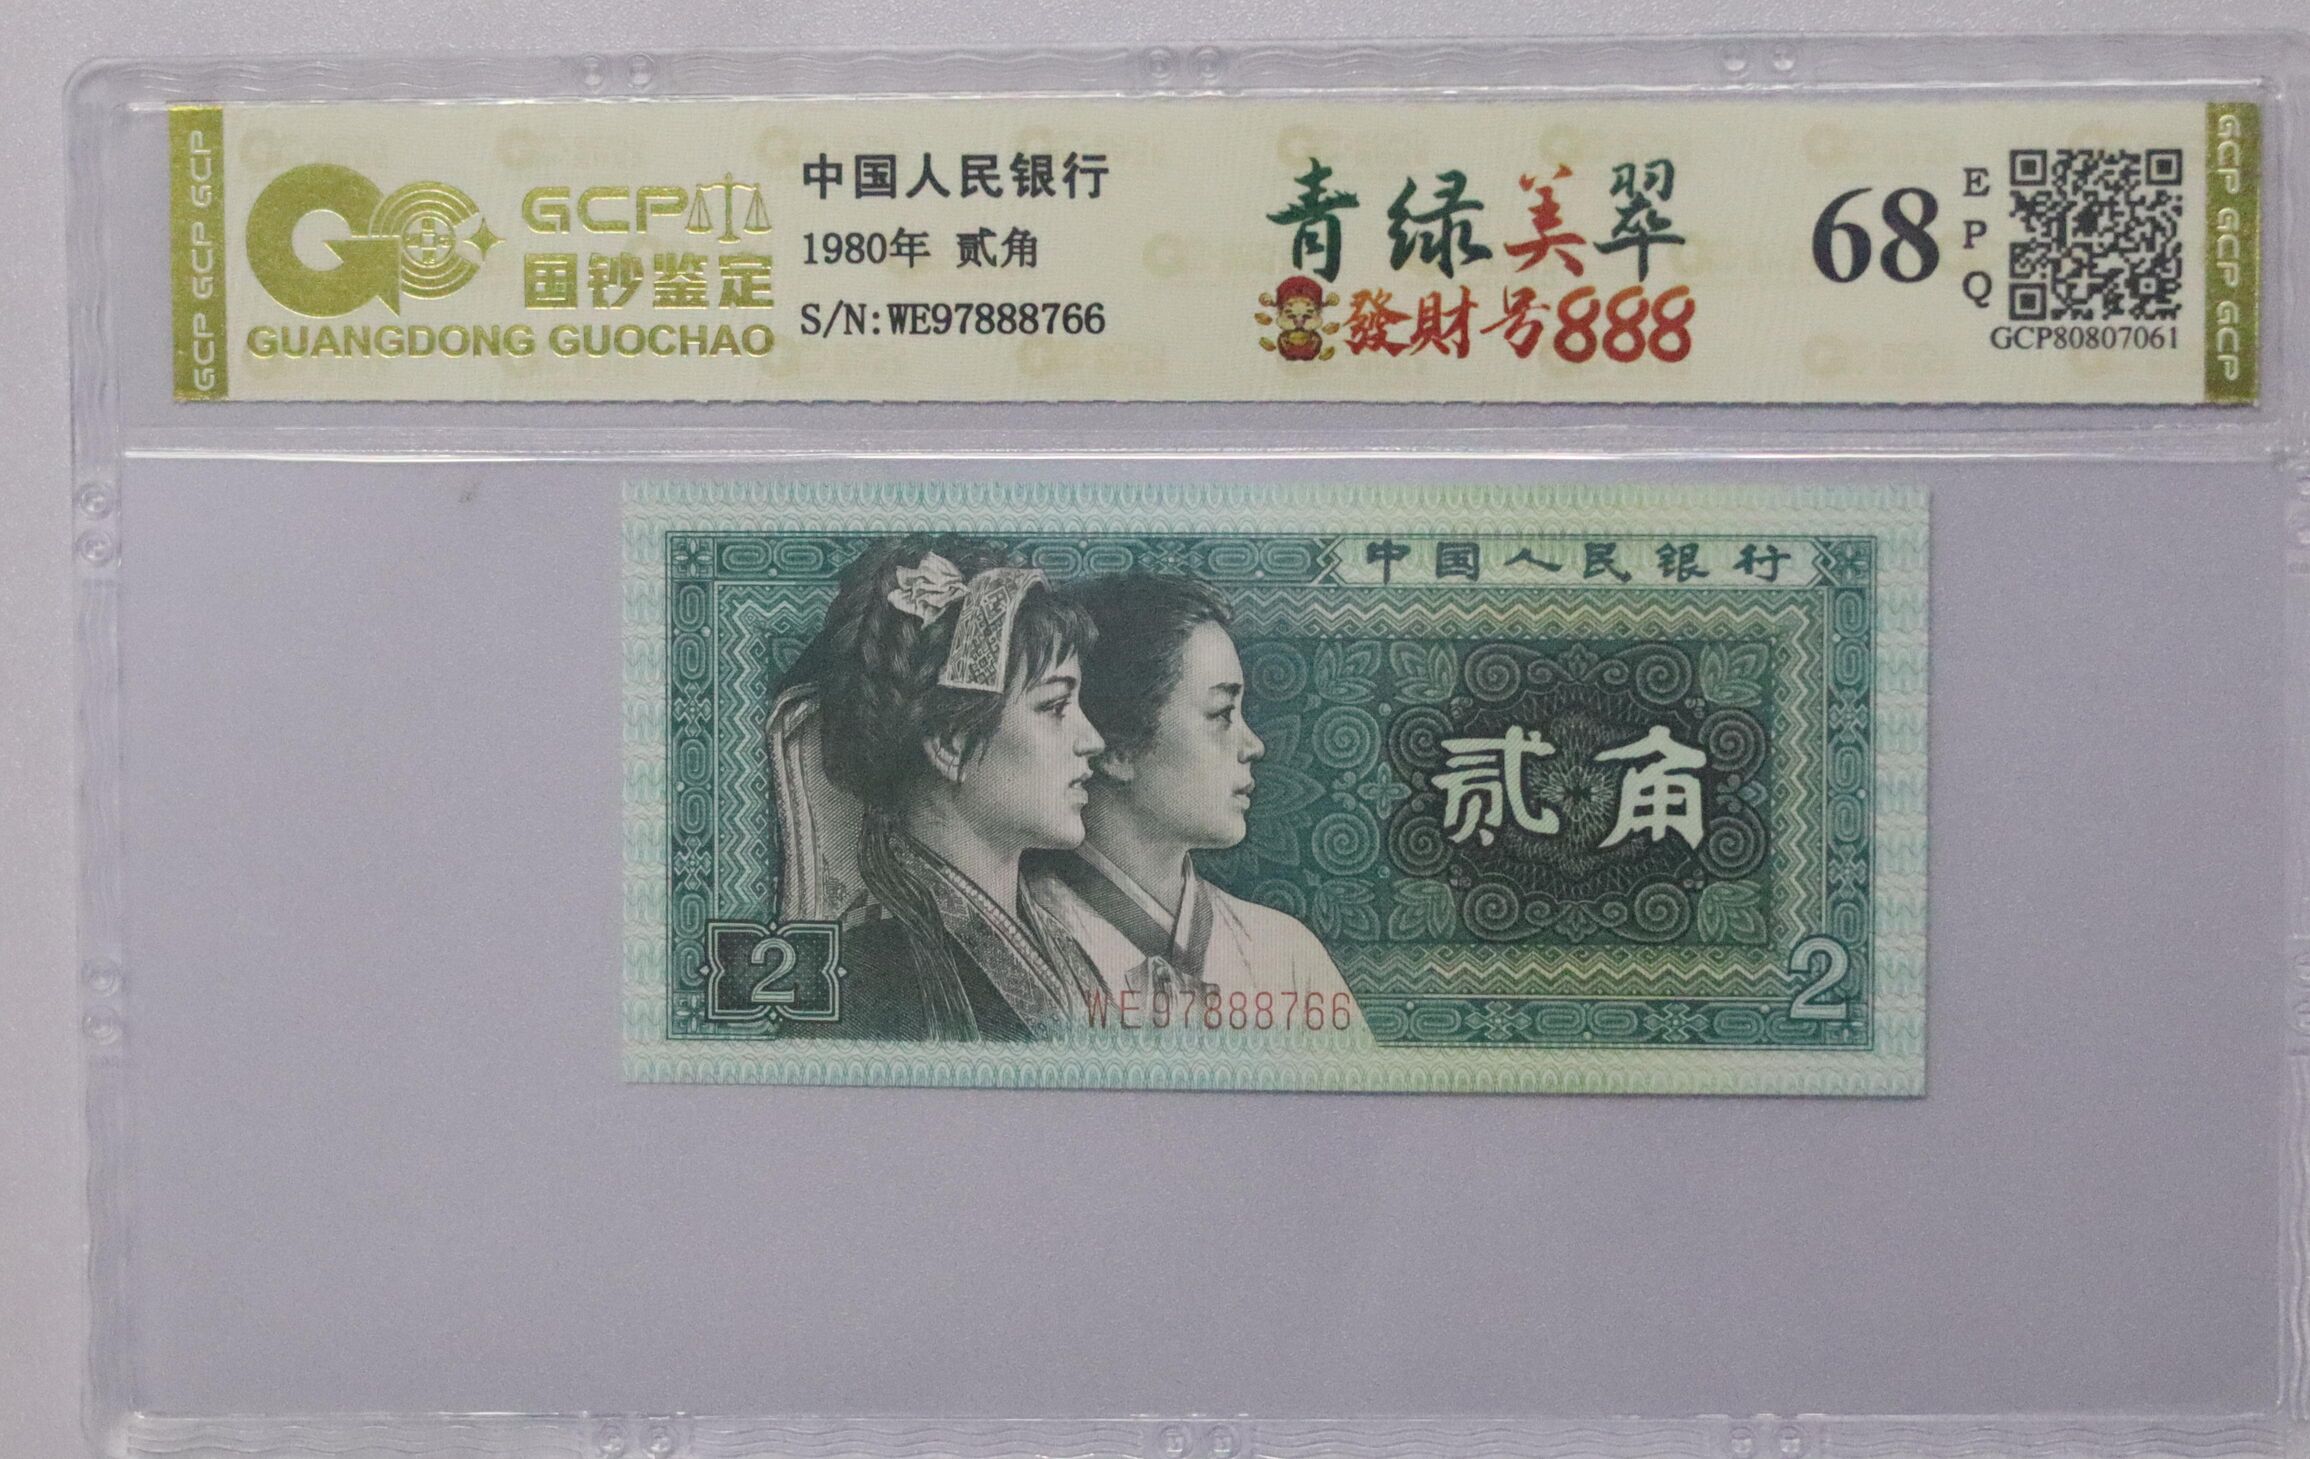 GCP GCP GCP
GCP
国钞鉴定
GUANGDONG GUOCHAO
中国人民银行
1980年 贰角
S/N:WE97888766
青绿美翠
發財号888
68
E
P
Q
GCP80807061
GCP GCP GCP
中国人民银行
贰角
2
WE97888766
2